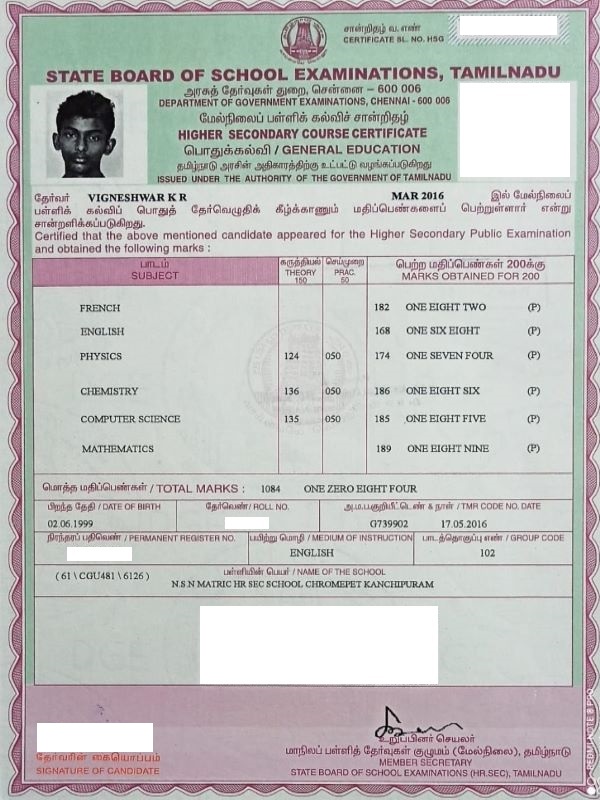 சான்றிதழ் வ. எண்
CERTIFICATE SL. NO. HSG
STATE BOARD OF SCHOOL EXAMINATIONS, TAMILNADU
அரசுத் தேர்வுகள் துறை, சென்னை – 600 006
DEPARTMENT OF GOVERNMENT EXAMINATIONS, CHENNAI - 600 006
மேல்நிலைப் பள்ளிக் கல்விச் சான்றிதழ்
HIGHER SECONDARY COURSE CERTIFICATE
பொதுக்கல்வி / GENERAL EDUCATION
தமிழ்நாடு அரசின் அதிகாரத்திற்கு உட்பட்டு வழங்கப்படுகிறது
ISSUED UNDER THE AUTHORITY OF THE GOVERNMENT OF TAMILNADU
தேர்வர் VIGNESHWAR K R MAR 2016 இல் மேல்நிலைப்
பள்ளிக் கல்விப் பொதுத் தேர்வெழுதிக் கீழ்க்காணும் மதிப்பெண்களைப் பெற்றுள்ளார் என்று
சான்றளிக்கப்படுகிறது.
Certified that the above mentioned candidate appeared for the Higher Secondary Public Examination
and obtained the following marks :
பாடம் கருத்தியல் செய்முறை பெற்ற மதிப்பெண்கள் 200க்கு
SUBJECT THEORY 150 PRAC. 50 MARKS OBTAINED FOR 200
FRENCH 182 ONE EIGHT TWO (P)
ENGLISH 168 ONE SIX EIGHT (P)
PHYSICS 124 050 174 ONE SEVEN FOUR (P)
CHEMISTRY 136 050 186 ONE EIGHT SIX (P)
COMPUTER SCIENCE 135 050 185 ONE EIGHT FIVE (P)
MATHEMATICS 189 ONE EIGHT NINE (P)
மொத்த மதிப்பெண்கள் / TOTAL MARKS : 1084 ONE ZERO EIGHT FOUR
பிறந்த தேதி / DATE OF BIRTH தேர்வெண் / ROLL NO. அ.ம.ப.குறியீட்டெண் & நாள் / TMR CODE NO. DATE
02.06.1999 G739902 17.05.2016
நிரந்தரப் பதிவெண் / PERMANENT REGISTER NO. பயிற்று மொழி / MEDIUM OF INSTRUCTION பாடத்தொகுப்பு எண் / GROUP CODE
ENGLISH 102
பள்ளியின் பெயர் / NAME OF THE SCHOOL
( 61 \ CGU481 \ 6126 )
N.S.N MATRIC HR SEC SCHOOL CHROMEPET KANCHIPURAM
உறுப்பினர் செயலர்
தேர்வரின் கையொப்பம் மாநிலப் பள்ளித் தேர்வுகள் குழுமம் (மேல்நிலை), தமிழ்நாடு
SIGNATURE OF CANDIDATE MEMBER SECRETARY
STATE BOARD OF SCHOOL EXAMINATIONS (HR.SEC), TAMILNADU